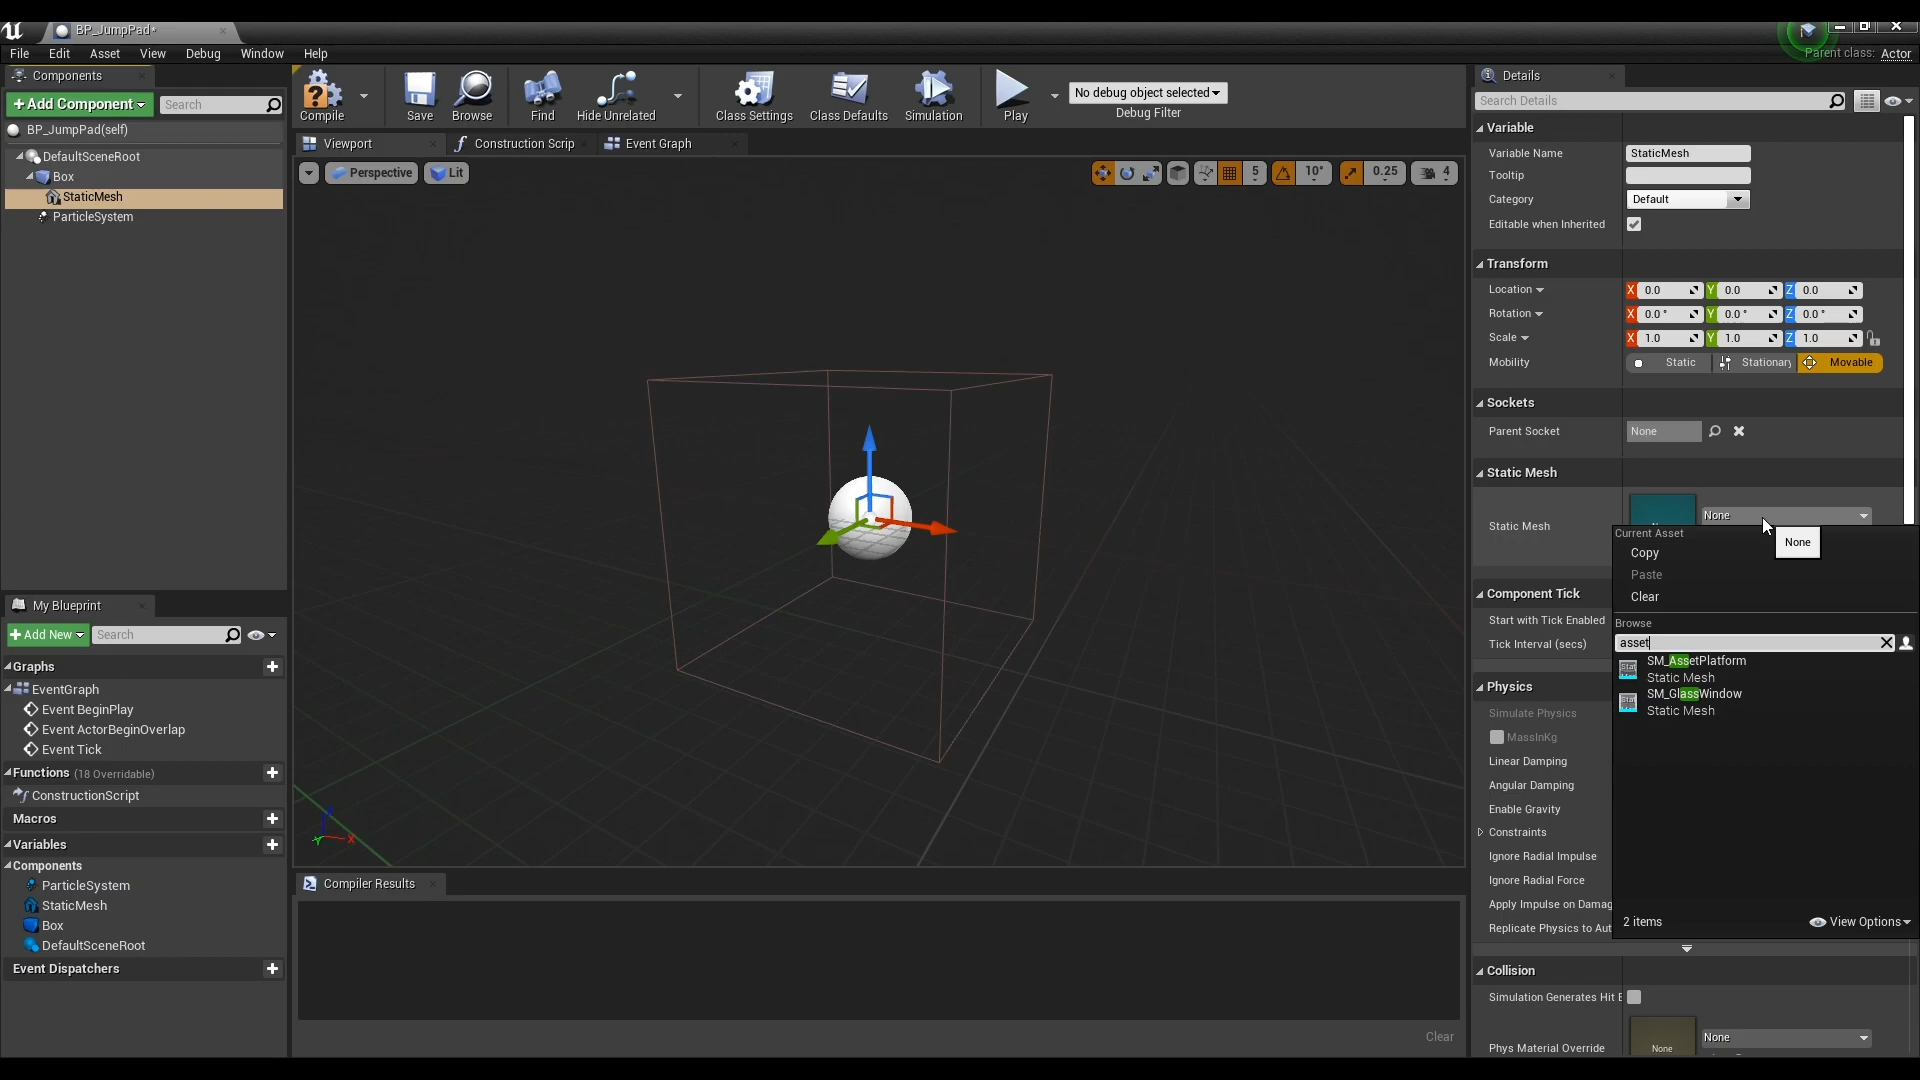 BP_JumpPad*
File Edit Asset View Debug Window Help
Parent class: Actor
Components
+Add Component
Search
BP_JumpPad(self)
DefaultSceneRoot
Box
StaticMesh
ParticleSystem
Compile
Save
Browse
Find
Hide Unrelated
Class Settings
Class Defaults
Simulation
Play
No debug object selected
Debug Filter
Viewport
Construction Scrip
Event Graph
Perspective
Lit
5
10°
0.25
4
X
My Blueprint
+Add New
Search
Graphs
EventGraph
Event BeginPlay
Event ActorBeginOverlap
Event Tick
Functions (18 Overridable)
ConstructionScript
Macros
Variables
Components
ParticleSystem
StaticMesh
Box
DefaultSceneRoot
Event Dispatchers
Compiler Results
Clear
Details
Search Details
Variable
Variable Name StaticMesh
Tooltip
Category Default
Editable when Inherited
Transform
Location X 0.0 Y 0.0 Z 0.0
Rotation X 0.0 ° Y 0.0 ° Z 0.0 °
Scale X 1.0 Y 1.0 Z 1.0
Mobility Static Stationary Movable
Sockets
Parent Socket None
Static Mesh
Static Mesh None
None
Current Asset
Copy
Paste
Clear
Browse
asset
SM_AssetPlatform
Static Mesh
SM_GlassWindow
Static Mesh
2 items View Options
Component Tick
Start with Tick Enabled
Tick Interval (secs)
Physics
Simulate Physics
MassInKg
Linear Damping
Angular Damping
Enable Gravity
Constraints
Ignore Radial Impulse
Ignore Radial Force
Apply Impulse on Damag
Replicate Physics to Aut
Collision
Simulation Generates Hit E
Phys Material Override None None